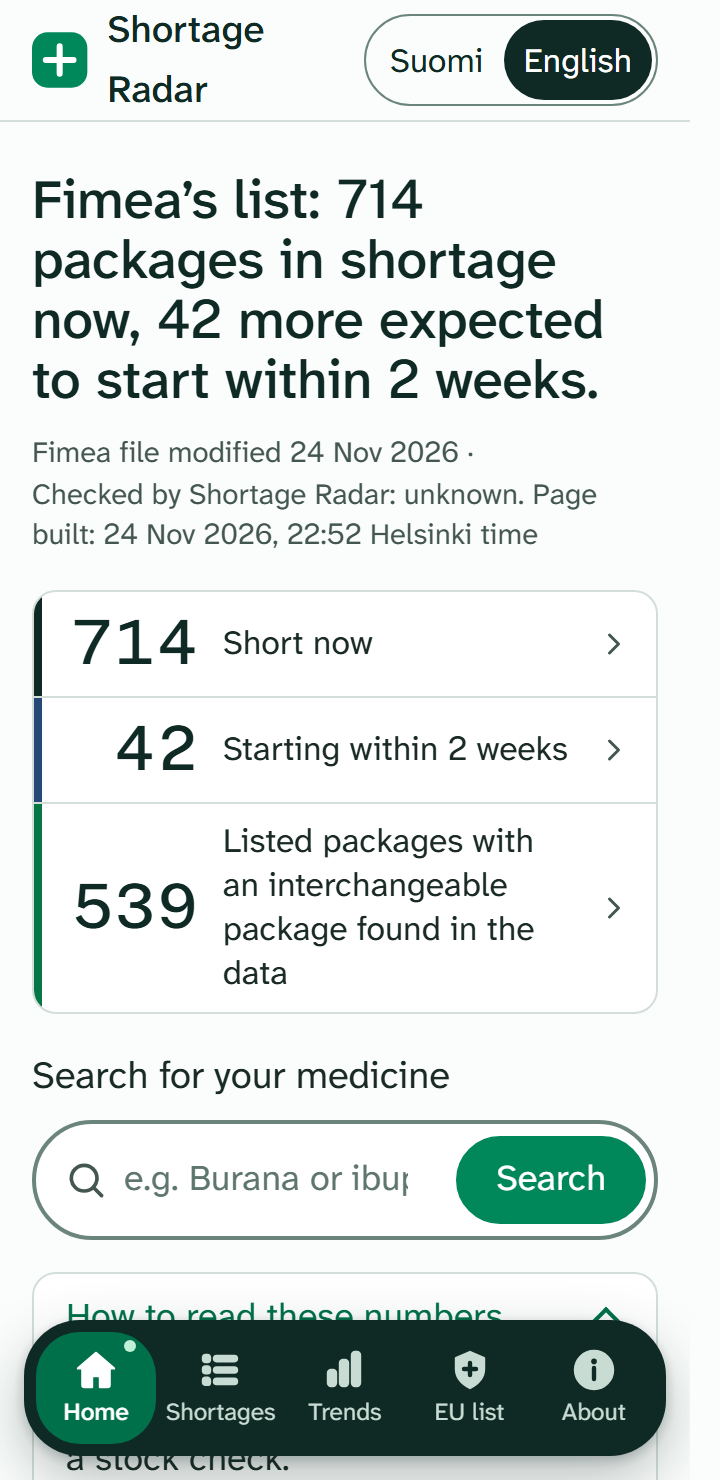 Shortage
Radar
Suomi
English
Fimea’s list: 714
packages in shortage
now, 42 more expected
to start within 2 weeks.
Fimea file modified 24 Nov 2026 ·
Checked by Shortage Radar: unknown. Page
built: 24 Nov 2026, 22:52 Helsinki time
714 Short now
42 Starting within 2 weeks
539 Listed packages with
an interchangeable
package found in the
data
Search for your medicine
e.g. Burana or ibup
Search
How to read these numbers
Home
Shortages
Trends
EU list
About
a stock check.